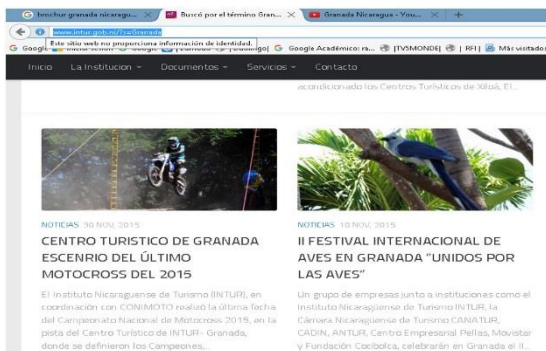 brochur granada nicaragu...
Buscó por el término Gran...
Granada Nicaragua - You...
www.intur.gob.ni/?s=Granada
Este sitio web no proporciona información de identidad.
Google Académico: ra...
[TV5MONDE]
| RFI |
Más visitados
Inicio
La Institucion
Documentos
Servicios
Contacto
acondicionado los Centros Turísticos de Xiloá, El...
NOTICIAS 30 NOV, 2015
CENTRO TURISTICO DE GRANADA
ESCENRIO DEL ÚLTIMO
MOTOCROSS DEL 2015
El Instituto Nicaraguense de Turismo (INTUR), en
coordinación con CONIMOTO realizó la última fecha
del Campeonato Nacional de Motocross 2015, en la
pista del Centro Turístico de INTUR- Granada,
donde se definieron los Campeones,...
NOTICIAS 10 NOV, 2015
II FESTIVAL INTERNACIONAL DE
AVES EN GRANADA "UNIDOS POR
LAS AVES"
Un grupo de empresas junto a instituciones como el
Instituto Nicaragüense de Turismo INTUR, la
Cámara Nicaragüense de Turismo CANATUR,
CADIN, ANTUR, Centro Empresarial Pellas, Movistar
y Fundación Cocibolca, celebrarán en Granada el II...